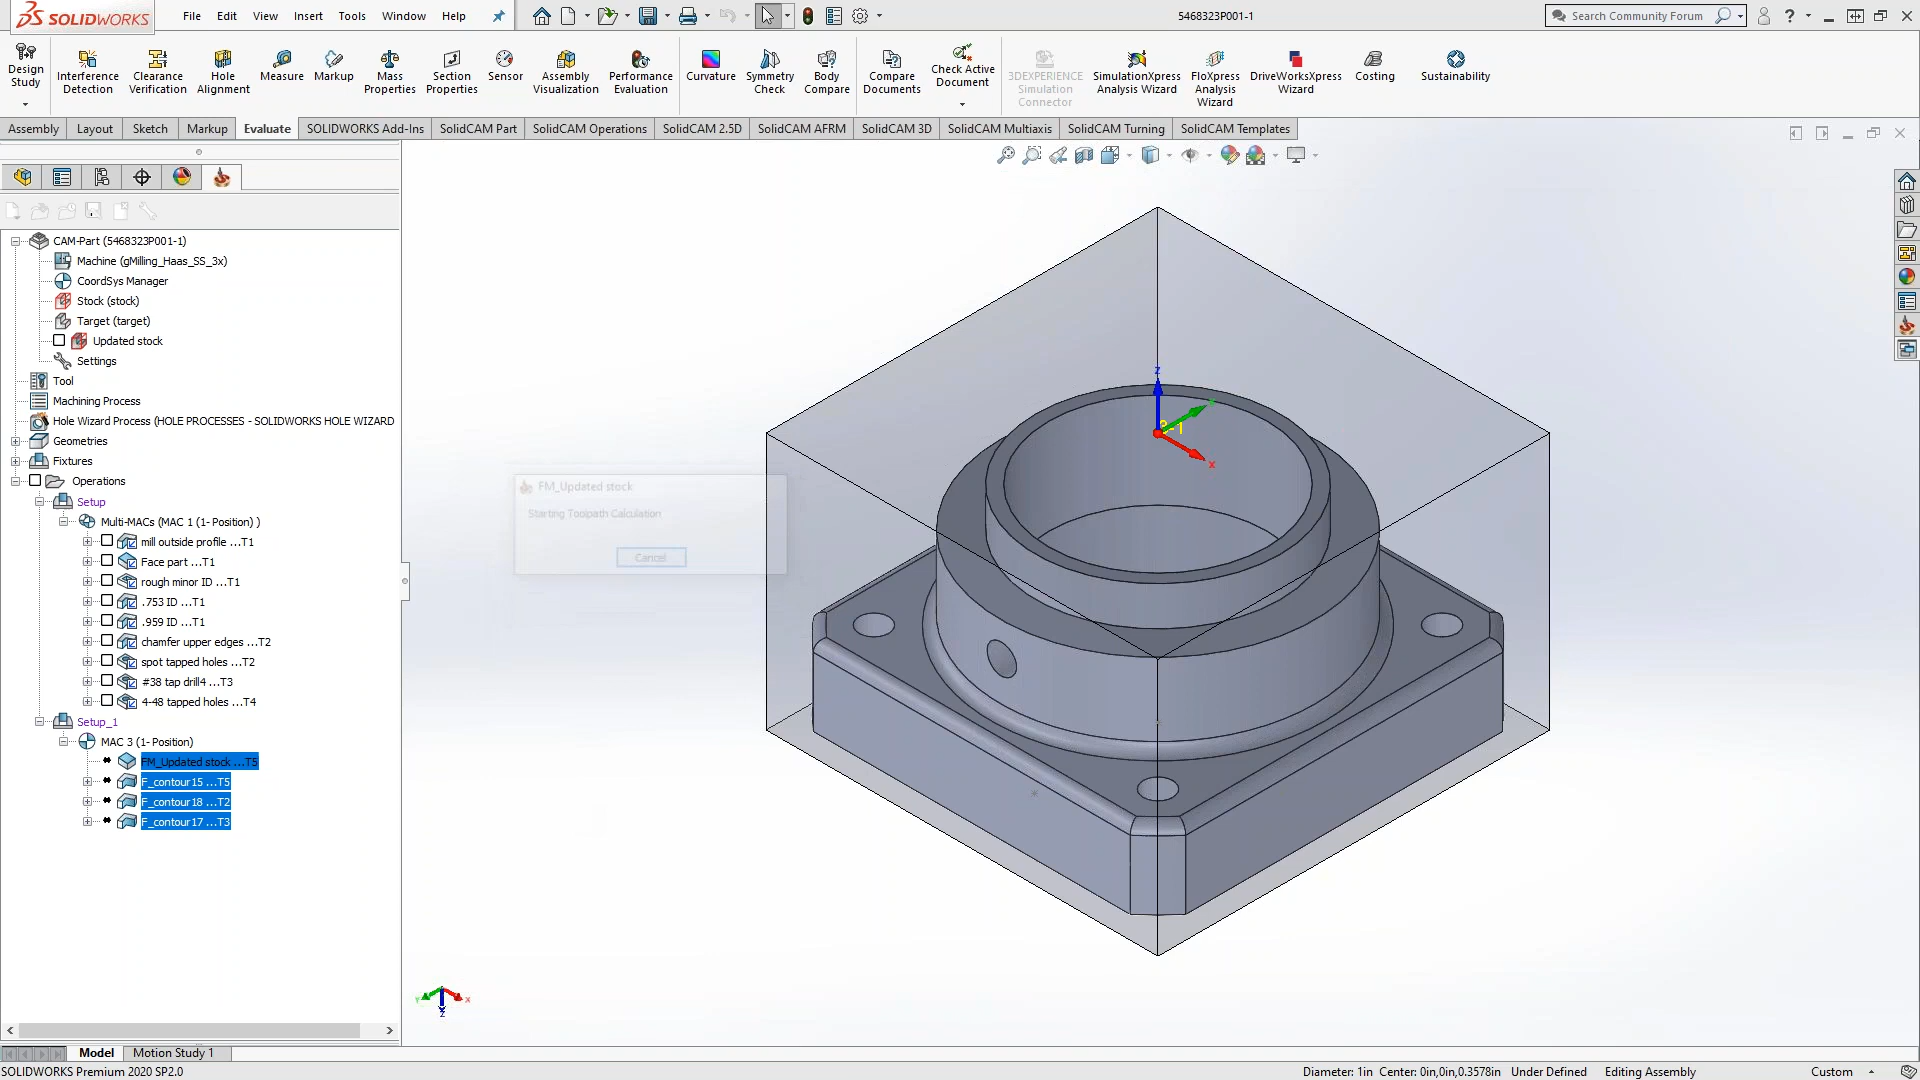 SOLIDWORKS
File Edit View Insert Tools Window Help
5468323P001-1
Search Community Forum
Design Study
Interference Detection
Clearance Verification
Hole Alignment
Measure
Markup
Mass Properties
Section Properties
Sensor
Assembly Visualization
Performance Evaluation
Curvature
Symmetry Check
Body Compare
Compare Documents
Check Active Document
3DEXPERIENCE Simulation Connector
SimulationXpress Analysis Wizard
FloXpress Analysis Wizard
DriveWorksXpress Wizard
Costing
Sustainability
Assembly Layout Sketch Markup Evaluate SOLIDWORKS Add-Ins SolidCAM Part SolidCAM Operations SolidCAM 2.5D SolidCAM AFRM SolidCAM 3D SolidCAM Multiaxis SolidCAM Turning SolidCAM Templates
CAM-Part (5468323P001-1)
Machine (gMilling_Haas_SS_3x)
CoordSys Manager
Stock (stock)
Target (target)
Updated stock
Settings
Tool
Machining Process
Hole Wizard Process (HOLE PROCESSES - SOLIDWORKS HOLE WIZARD
Geometries
Fixtures
Operations
Setup
Multi-MACs (MAC 1 (1- Position) )
mill outside profile ...T1
Face part ...T1
rough minor ID ...T1
.753 ID ...T1
.959 ID ...T1
chamfer upper edges ...T2
spot tapped holes ...T2
#38 tap drill4 ...T3
4-48 tapped holes ...T4
Setup_1
MAC 3 (1- Position)
FM_Updated stock ...T5
F_contour15 ...T5
F_contour18 ...T2
F_contour17 ...T3
FM_Updated stock
Starting Toolpath Calculation
Cancel
Z
X
Y X
Z
Model Motion Study 1
SOLIDWORKS Premium 2020 SP2.0
Diameter: 1in Center: 0in,0in,0.3578in Under Defined Editing Assembly Custom